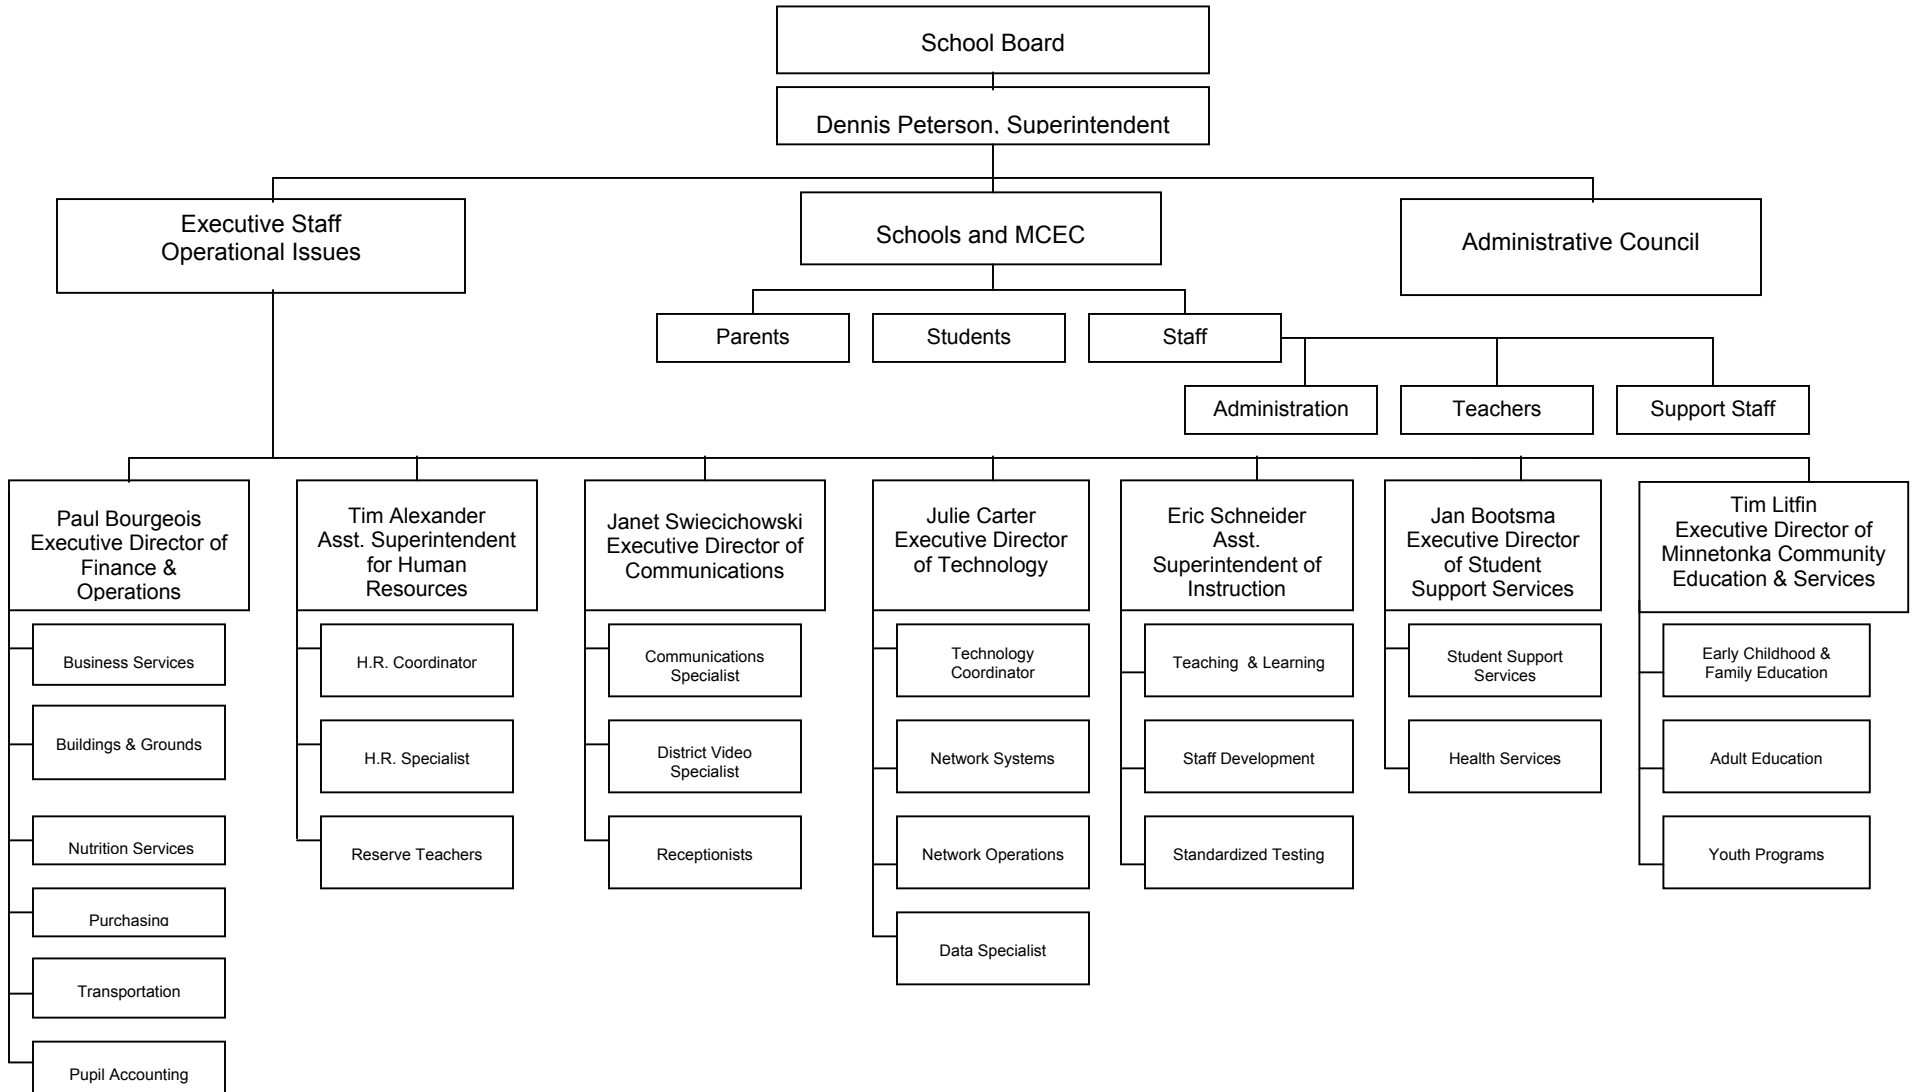 School Board
Dennis Peterson, Superintendent
Executive Staff
Operational Issues
Schools and MCEC
Administrative Council
Parents
Students
Staff
Administration
Teachers
Support Staff
Paul Bourgeois
Executive Director of
Finance &
Operations
Tim Alexander
Asst. Superintendent
for Human
Resources
Janet Swiecichowski
Executive Director of
Communications
Julie Carter
Executive Director
of Technology
Eric Schneider
Asst.
Superintendent of
Instruction
Jan Bootsma
Executive Director
of Student
Support Services
Tim Litfin
Executive Director of
Minnetonka Community
Education & Services
Business Services
Buildings & Grounds
Nutrition Services
Purchasing
Transportation
Pupil Accounting
H.R. Coordinator
H.R. Specialist
Reserve Teachers
Communications
Specialist
District Video
Specialist
Receptionists
Technology
Coordinator
Network Systems
Network Operations
Data Specialist
Teaching & Learning
Staff Development
Standardized Testing
Student Support
Services
Health Services
Early Childhood &
Family Education
Adult Education
Youth Programs